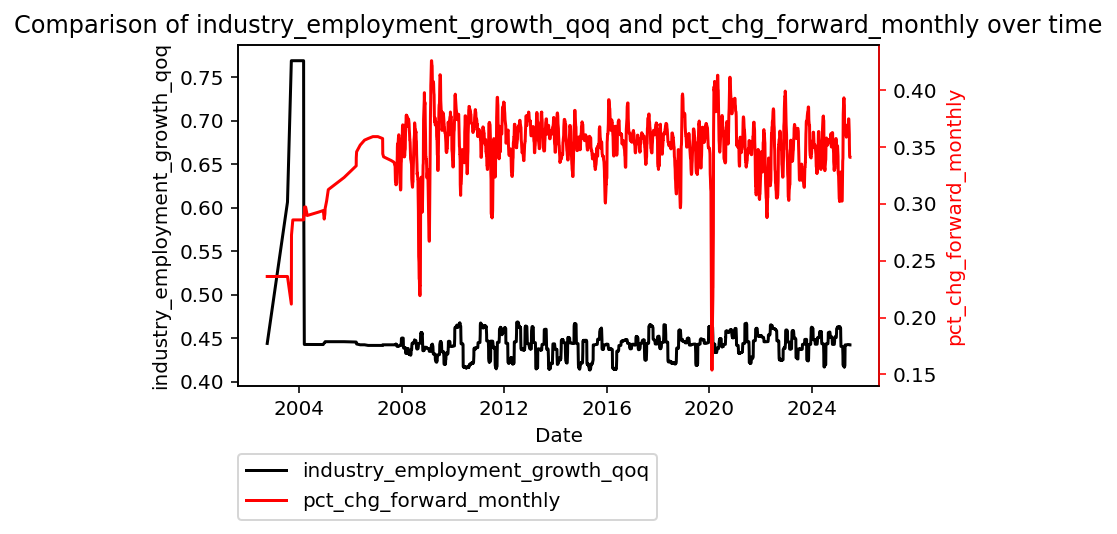 Comparison of industry_employment_growth_qoq and pct_chg_forward_monthly over time
industry_employment_growth_qoq
0.75
0.70
0.65
0.60
0.55
0.50
0.45
0.40
0.40
0.35
0.30
0.25
0.20
0.15
pct_chg_forward_monthly
2004 2008 2012 2016 2020 2024
Date
industry_employment_growth_qoq
pct_chg_forward_monthly